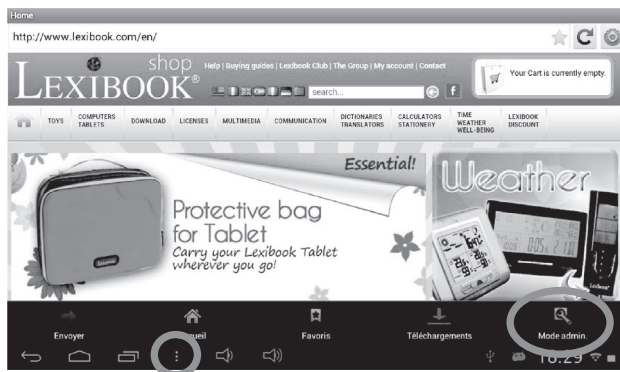 Home
http://www.lexibook.com/en/
shop
LEXIBOOK®
Help | Buying guides | Lexibook Club | The Group | My account | Contact
search...
f
Your Cart is currently empty.
TOYS
COMPUTERS
TABLETS
DOWNLOAD
LICENSES
MULTIMEDIA
COMMUNICATION
DICTIONARIES
TRANSLATORS
CALCULATORS
STATIONERY
TIME
WEATHER
WELL-BEING
LEXIBOOK
DISCOUNT
Essential!
Protective bag
for Tablet
Carry your Lexibook Tablet
wherever you go!
Weather
Envoyer
Favoris
Téléchargements
Mode admin.
18:29